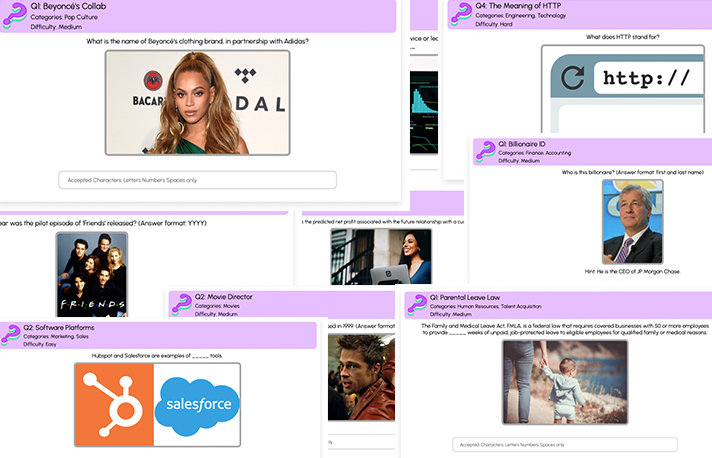 Q1: Beyoncé's Collab
Categories: Pop Culture
Difficulty: Medium
What is the name of Beyoncé's clothing brand, in partnership with Adidas?
BACAR
DAL
Accepted Characters: Letters Numbers Spaces only
vice or
Q4: The Meaning of HTTP
Categories: Engineering, Technology
Difficulty: Hard
What does HTTP stand for?
http://
Q1: Billionaire ID
Categories: Finance, Accounting
Difficulty: Medium
Who is this billionaire? (Answer format: first and last name)
Hint: He is the CEO of JP Morgan Chase.
ear was the pilot episode of 'Friends' released? (Answer format: YYYY)
FRIENDS
s the predicted net profit associated with the future relationship with a cu
Q2: Movie Director
Categories: Movies
Difficulty: Medium
sed in 1999. (Answer format
Q2: Software Platforms
Categories: Marketing, Sales
Difficulty: Easy
Hubspot and Salesforce are examples of _____ tools.
salesforce
Q1: Parental Leave Law
Categories: Human Resources, Talent Acquisition
Difficulty: Medium
The Family and Medical Leave Act, FMLA, is a federal law that requires covered businesses with 50 or more employees
to provide _____ weeks of unpaid, job-protected leave to eligible employees for qualified family or medical reasons.
Accepted Characters: Letters Numbers Spaces only